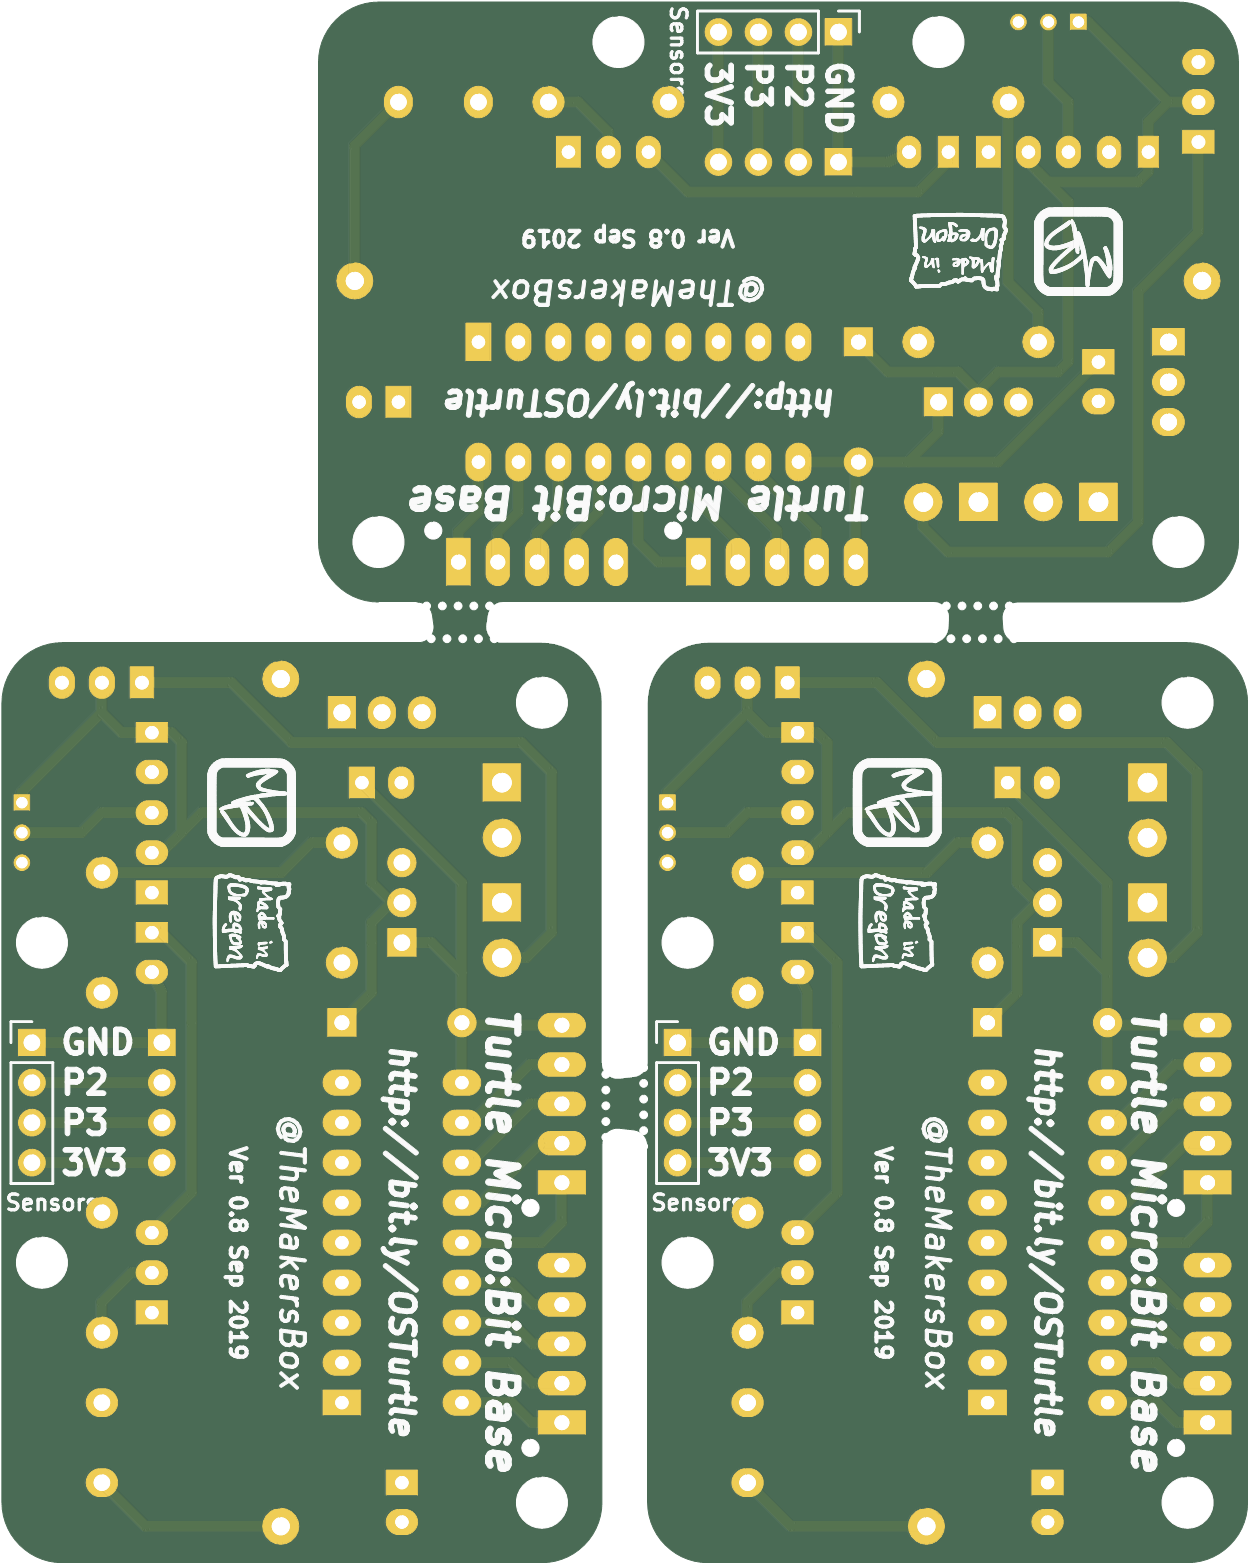 Sensors
3V3
P3
P2
GND
Ver 0.8 Sep 2019
Made in
Oregon
@TheMakersBox
http://bit.ly/OSTurtle
Turtle Micro:Bit Base
Made in
Oregon
GND
P2
P3
3V3
Sensors
Ver 0.8 Sep 2019
@TheMakersBox
http://bit.ly/OSTurtle
Turtle Micro:Bit Base
Made in
Oregon
GND
P2
P3
3V3
Sensors
Ver 0.8 Sep 2019
@TheMakersBox
http://bit.ly/OSTurtle
Turtle Micro:Bit Base